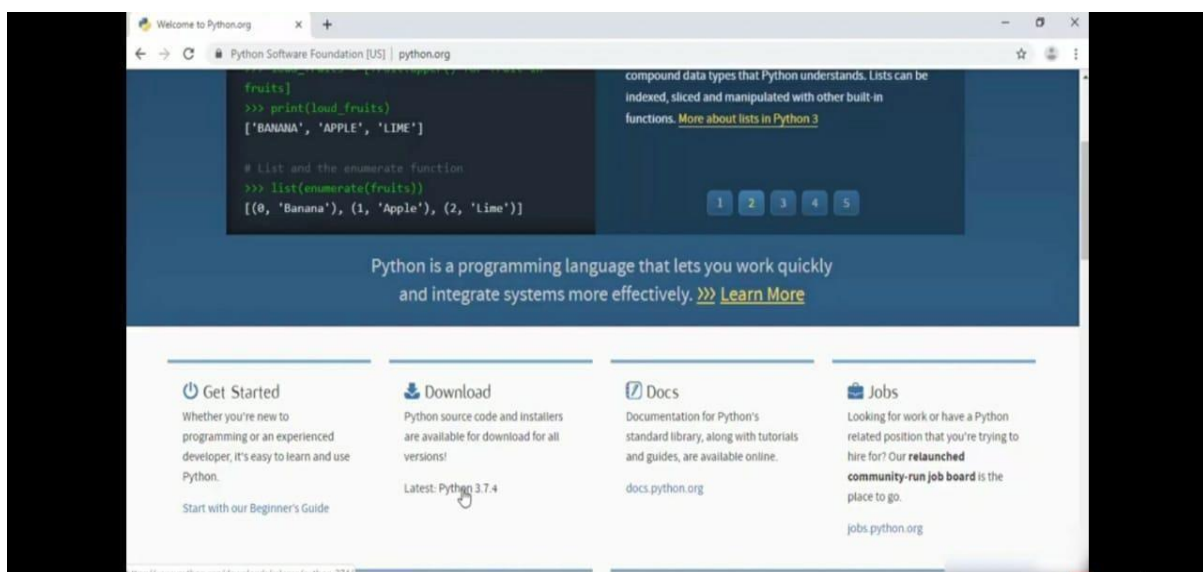 Welcome to Python.org
Python Software Foundation [US] | python.org
fruits]
>>> print(loud_fruits)
['BANANA', 'APPLE', 'LIME']
# List and the enumerate function
>>> list(enumerate(fruits))
[(0, 'Banana'), (1, 'Apple'), (2, 'Lime')]
compound data types that Python understands. Lists can be
indexed, sliced and manipulated with other built-in
functions. More about lists in Python 3
1 2 3 4 5
Python is a programming language that lets you work quickly
and integrate systems more effectively. >>> Learn More
Get Started
Whether you're new to
programming or an experienced
developer, it's easy to learn and use
Python.
Start with our Beginner's Guide
Download
Python source code and installers
are available for download for all
versions!
Latest: Python 3.7.4
Docs
Documentation for Python's
standard library, along with tutorials
and guides, are available online.
docs.python.org
Jobs
Looking for work or have a Python
related position that you're trying to
hire for? Our relaunched
community-run job board is the
place to go.
jobs.python.org